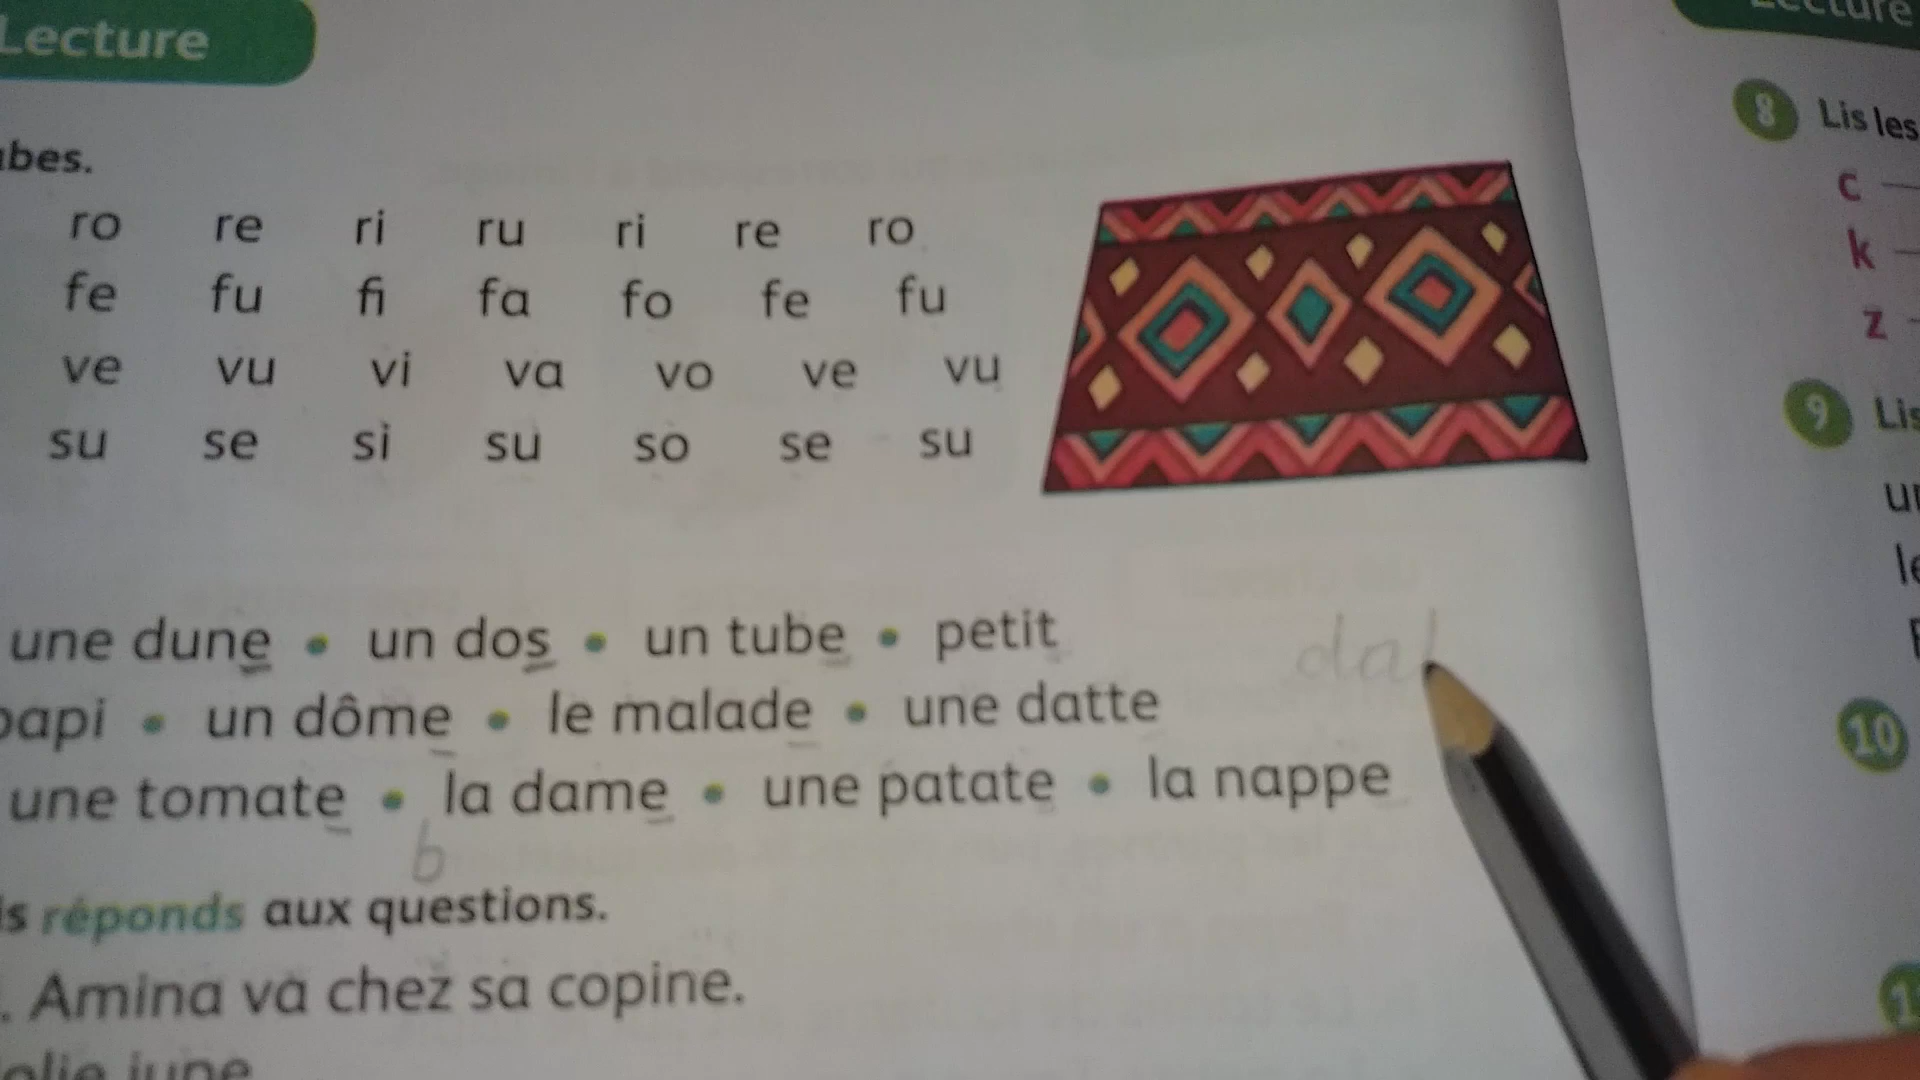 Lecture
ro re ri ru ri re ro
fe fu fi fa fo fe fu
ve vu vi va vo ve vu
su se si su so se su
une dune • un dos • un tube • petit
papi • un dôme • le malade • une datte
une tomate • la dame • une patate • la nappe
b
réponds aux questions.
. Amina va chez sa copine.
Lecture
8 Lis les
c
k
z
9 Lis
10